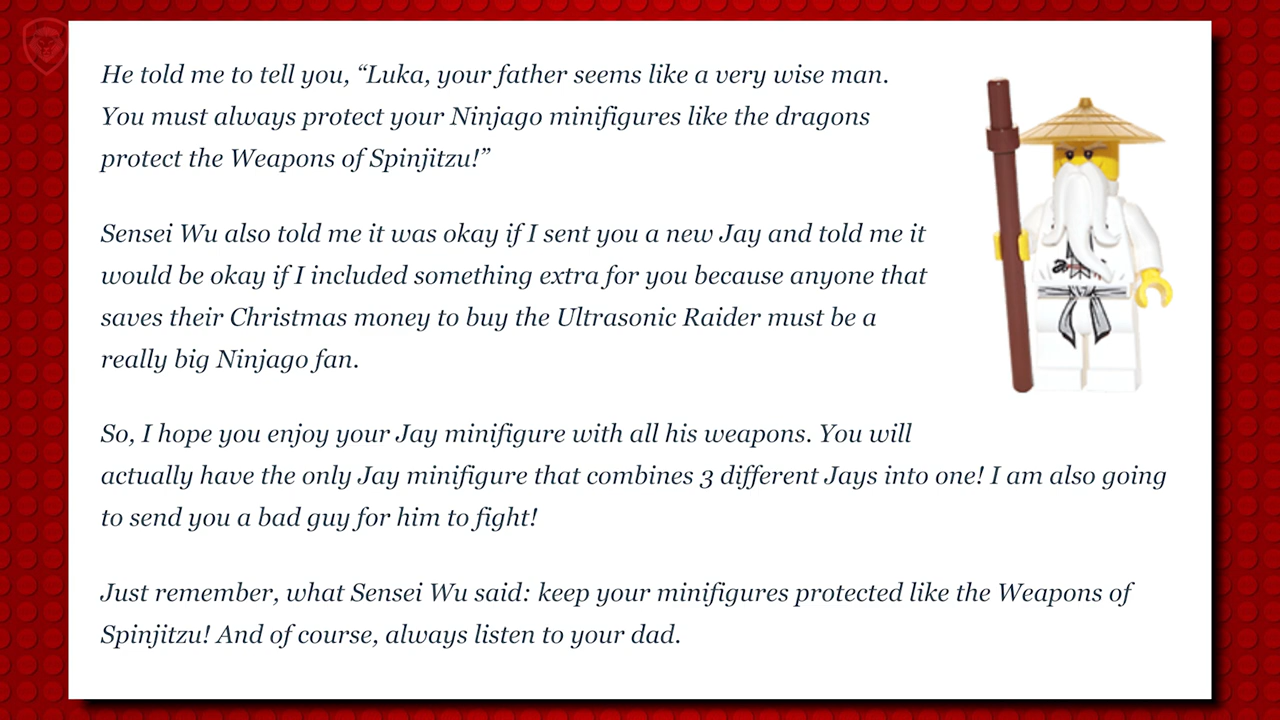 He told me to tell you, “Luka, your father seems like a very wise man.
You must always protect your Ninjago minifigures like the dragons
protect the Weapons of Spinjitzu!”
Sensei Wu also told me it was okay if I sent you a new Jay and told me it
would be okay if I included something extra for you because anyone that
saves their Christmas money to buy the Ultrasonic Raider must be a
really big Ninjago fan.
So, I hope you enjoy your Jay minifigure with all his weapons. You will
actually have the only Jay minifigure that combines 3 different Jays into one! I am also going
to send you a bad guy for him to fight!
Just remember, what Sensei Wu said: keep your minifigures protected like the Weapons of
Spinjitzu! And of course, always listen to your dad.